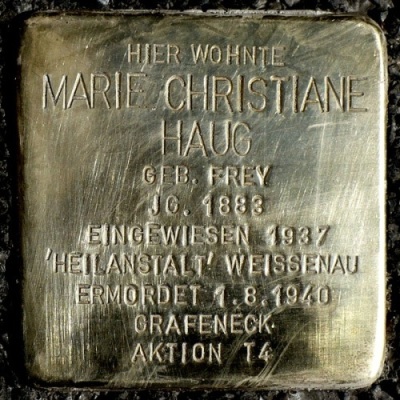 HIER WOHNTE
MARIE CHRISTIANE
HAUG
GEB. FREY
JG. 1883
EINGEWIESEN 1937
'HEILANSTALT' WEISSENAU
ERMORDET 1.8.1940
GRAFENECK
AKTION T4